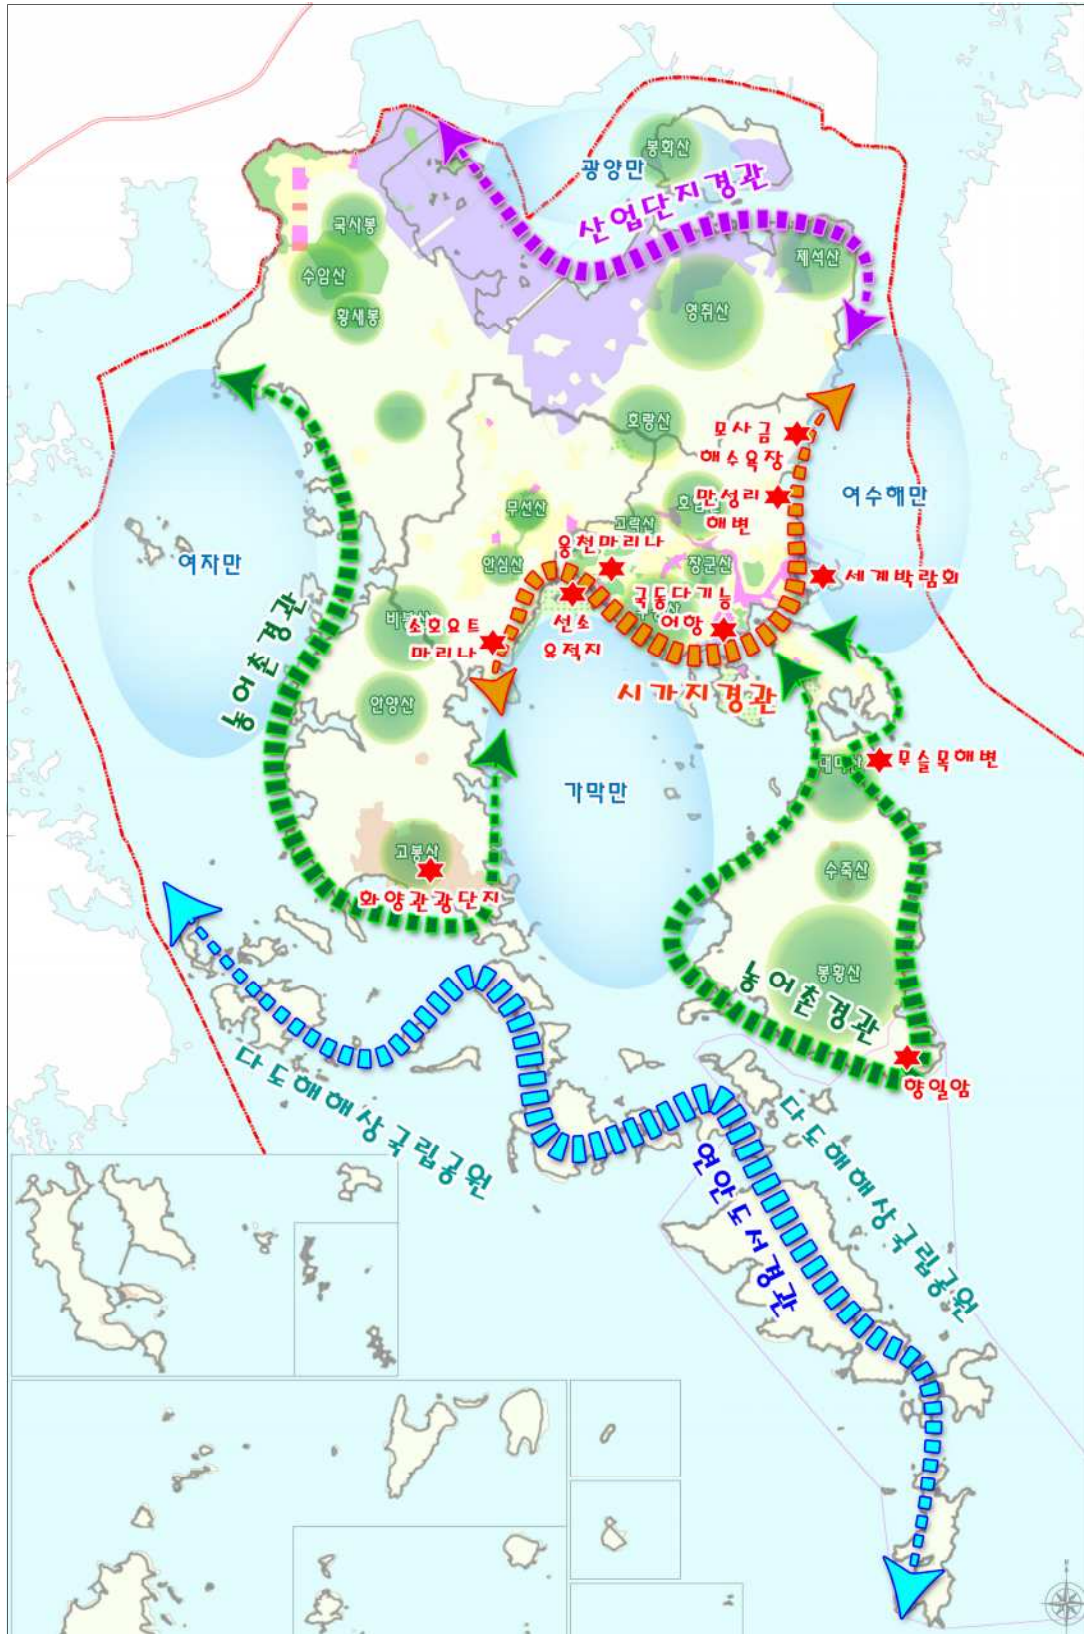 봉화산
광양만
산업단지경관
국사봉
제석산
수암산
영취산
황새봉
호랑산
모사금
해수욕장
만성리
해변
여수해만
무선산
고락산
웅천마리나
안심산
장군산
세계박람회
여자만
국동다기능
어항
선소
유적지
소호요트
마리나
농어촌경관
시가지경관
안양산
무슬목해변
가막만
고봉산
수죽산
화양관광단지
봉황산
농어촌경관
향일암
다도해해상국립공원
다도해해상국립공원
연안도서경관